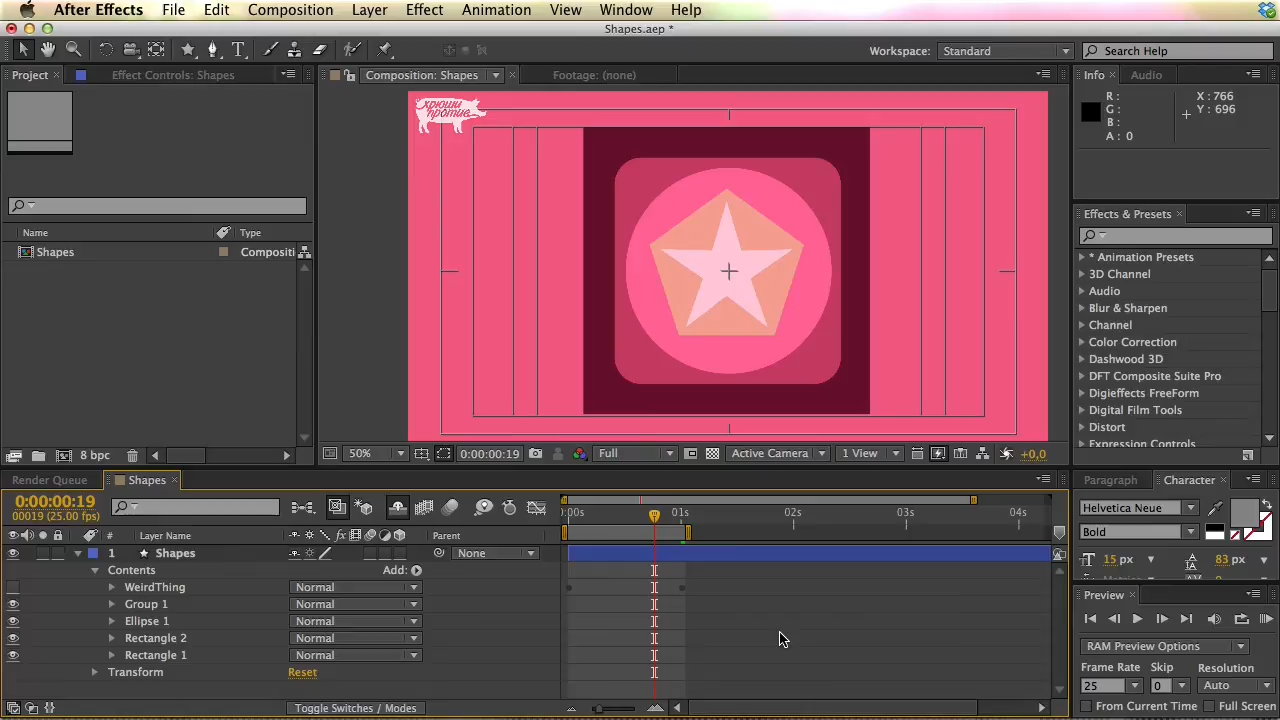 After Effects File Edit Composition Layer Effect Animation View Window Help
Shapes.aep *
Workspace: Standard Search Help
Project Effect Controls: Shapes Composition: Shapes Footage: (none) Info Audio
хрюши
против
R : X : 766
G : Y : 696
B :
A : 0
Effects & Presets
Name Type
Shapes Compositi
* Animation Presets
3D Channel
Audio
Blur & Sharpen
Channel
Color Correction
Dashwood 3D
DFT Composite Suite Pro
Digieffects FreeForm
Digital Film Tools
Distort
Expression Controls
8 bpc 50% 0:00:00:19 Full Active Camera 1 View +0,0
Render Queue Shapes Paragraph Character
0:00:00:19
00019 (25.00 fps)
:00s 01s 02s 03s 04s
Helvetica Neue
Bold
# Layer Name Parent
15 px 83 px
1 Shapes None
Contents Add:
WeirdThing Normal
Group 1 Normal
Ellipse 1 Normal
Rectangle 2 Normal
Rectangle 1 Normal
Transform Reset
Toggle Switches / Modes
Preview
RAM Preview Options
Frame Rate Skip Resolution
25 0 Auto
From Current Time Full Screen